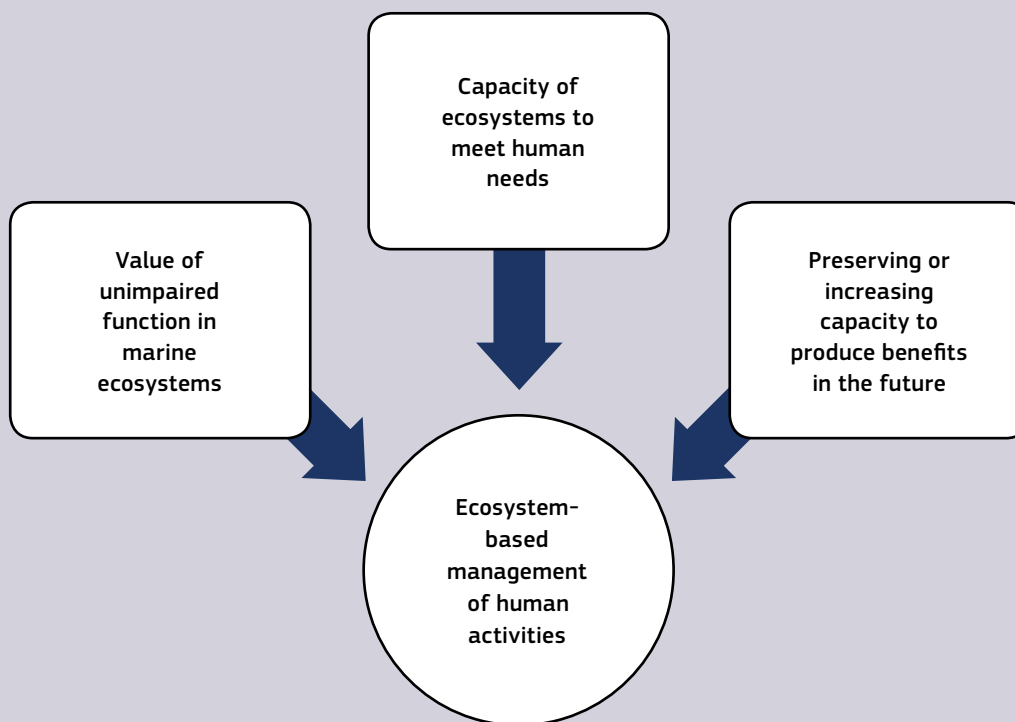 Capacity of
ecosystems to
meet human
needs
Value of
unimpaired
function in
marine
ecosystems
Preserving or
increasing
capacity to
produce benefits
in the future
Ecosystem-
based
management
of human
activities